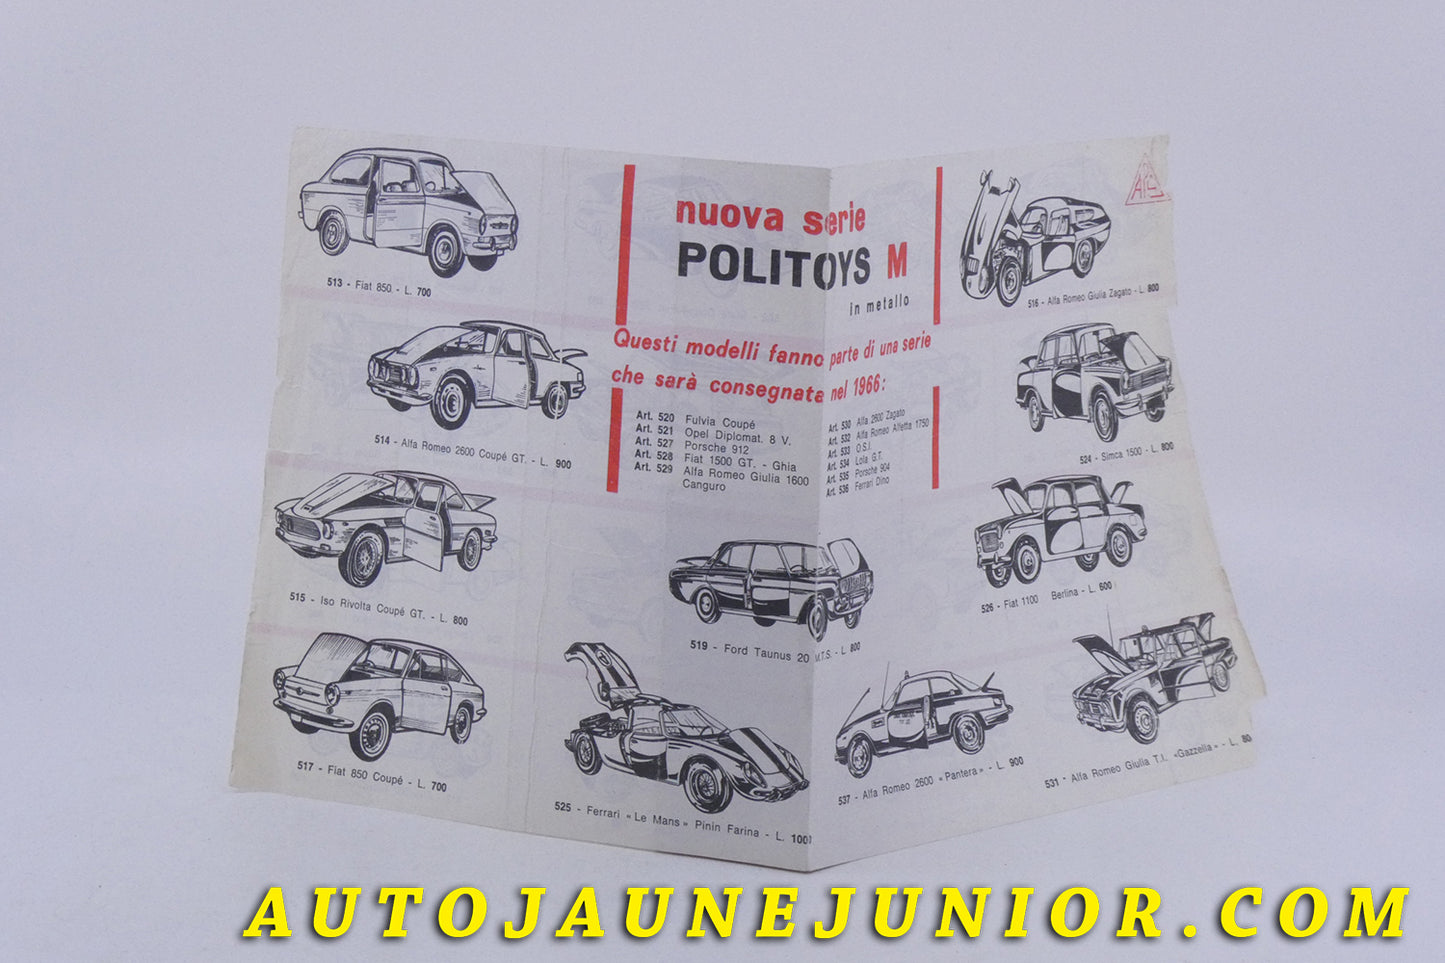 nuova serie
POLITOYS M
in metallo
Questi modelli fanno parte di una serie
che sarà consegnata nel 1966:
Art. 520 Fulvia Coupé
Art. 521 Opel Diplomat. 8 V.
Art. 527 Porsche 912
Art. 528 Fiat 1500 GT. - Ghia
Art. 529 Alfa Romeo Giulia 1600
Canguro
Art. 530 Alfa 2600 Zagato
Art. 532 Alfa Romeo Alfetta 1750
Art. 533 O.S.I.
Art. 534 Lola G.T.
Art. 535 Porsche 904
Art. 536 Ferrari Dino
513 - Fiat 850. - L. 700
514 - Alfa Romeo 2600 Coupé GT. - L. 900
515 - Iso Rivolta Coupé GT. - L. 800
517 - Fiat 850 Coupé - L. 700
525 - Ferrari «Le Mans» Pinin Farina - L. 1000
519 - Ford Taunus 20 M.T.S. - L 800
516 - Alfa Romeo Giulia Zagato - L. 800
524 - Simca 1500 - L. 800
526 - Fiat 1100 Berlina - L. 600
537 - Alfa Romeo 2600 «Pantera» - L. 900
531 - Alfa Romeo Giulia T.I. «Gazzella» - L. 80
AUTOJAUNEJUNIOR.COM